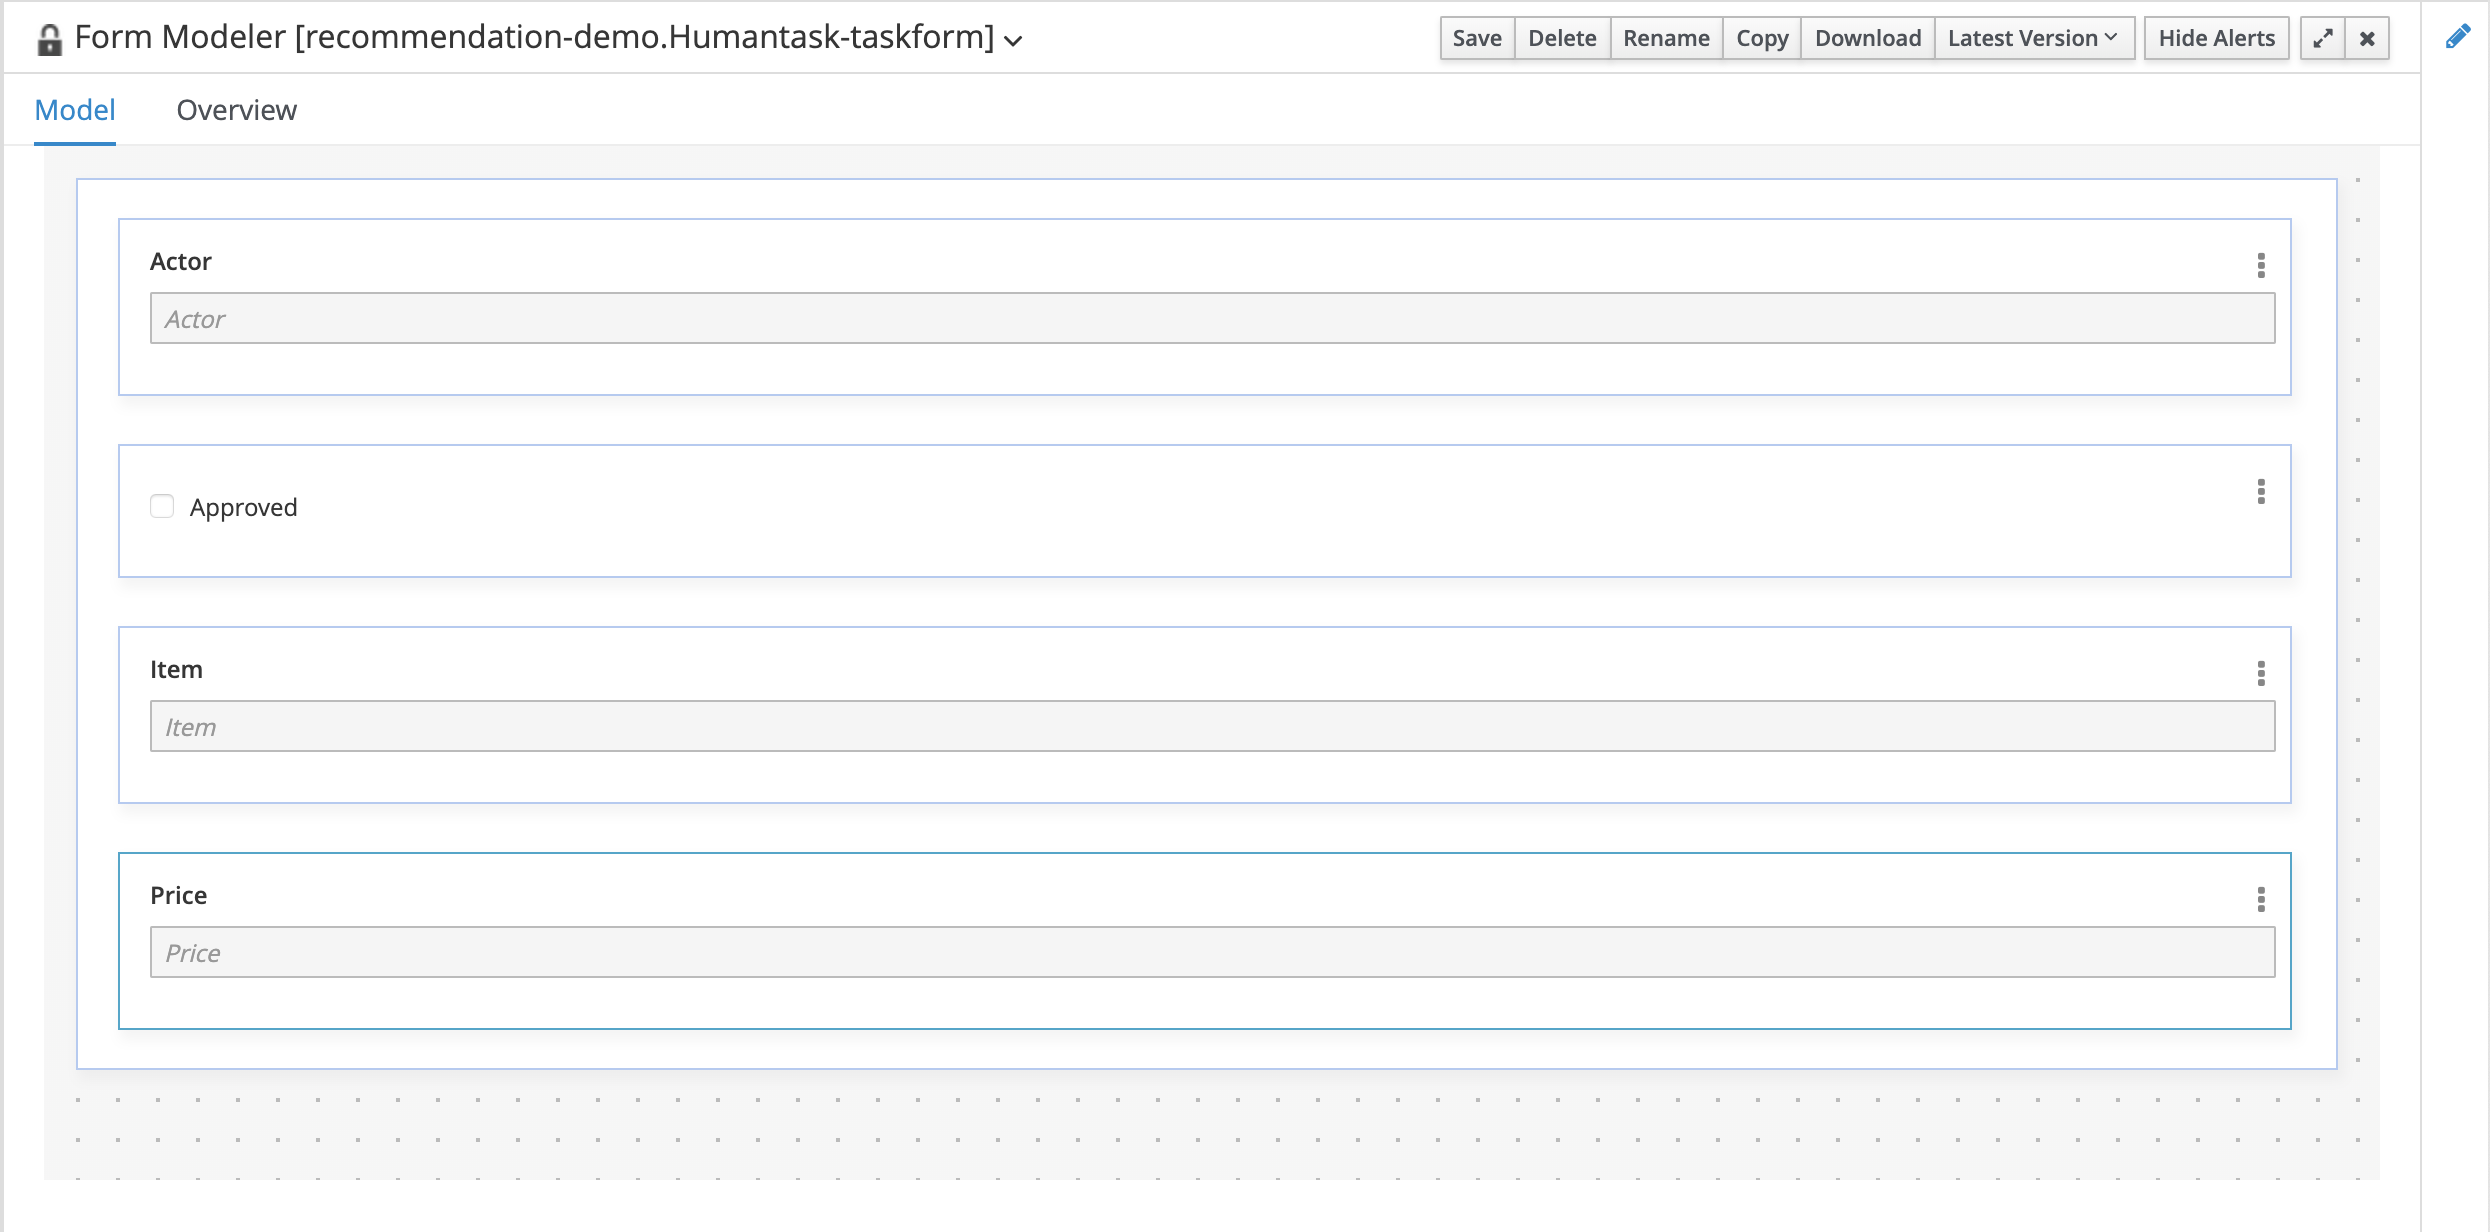 Form Modeler [recommendation-demo.Humantask-taskform]
Save Delete Rename Copy Download Latest Version Hide Alerts
Model Overview
Actor
Actor
Approved
Item
Item
Price
Price